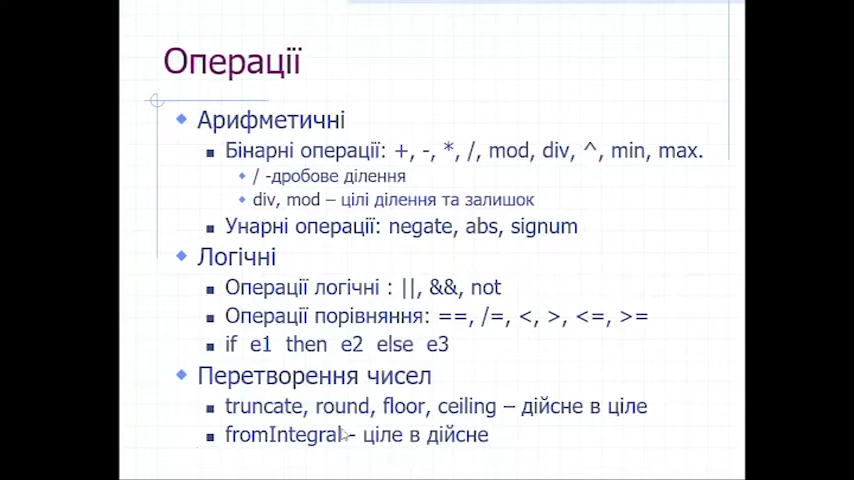 Операції
Арифметичні
Бінарні операції: +, -, *, /, mod, div, ^, min, max.
/ -дробове ділення
div, mod – цілі ділення та залишок
Унарні операції: negate, abs, signum
Логічні
Операції логічні : ||, &&, not
Операції порівняння: ==, /=, <, >, <=, >=
if e1 then e2 else e3
Перетворення чисел
truncate, round, floor, ceiling – дійсне в ціле
fromIntegral - ціле в дійсне